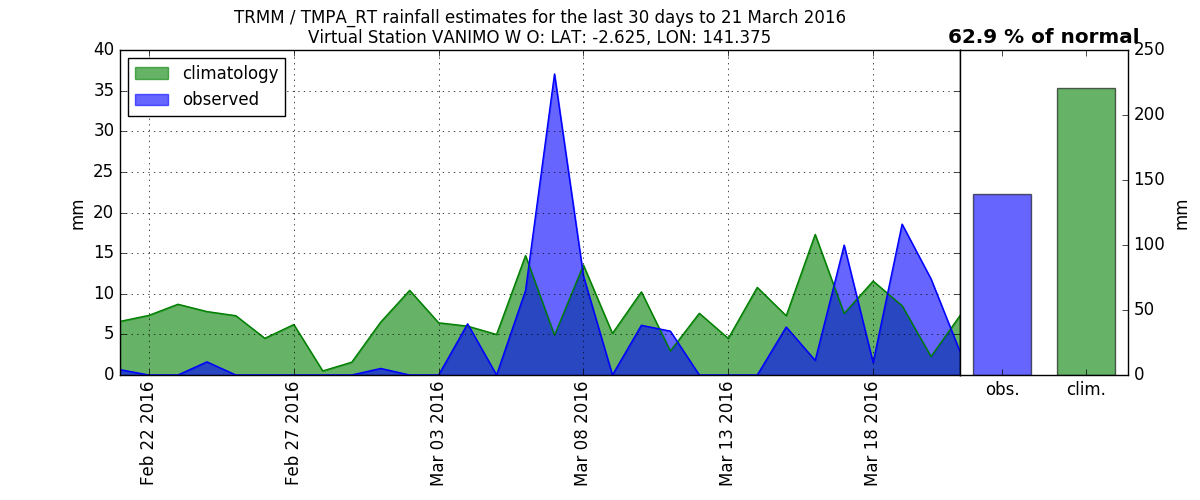 TRMM / TMPA_RT rainfall estimates for the last 30 days to 21 March 2016
Virtual Station VANIMO W O: LAT: -2.625, LON: 141.375
62.9 % of normal
climatology
observed
40
35
30
25
20
15
10
5
0
mm
250
200
150
100
50
0
mm
Feb 22 2016
Feb 27 2016
Mar 03 2016
Mar 08 2016
Mar 13 2016
Mar 18 2016
obs.
clim.